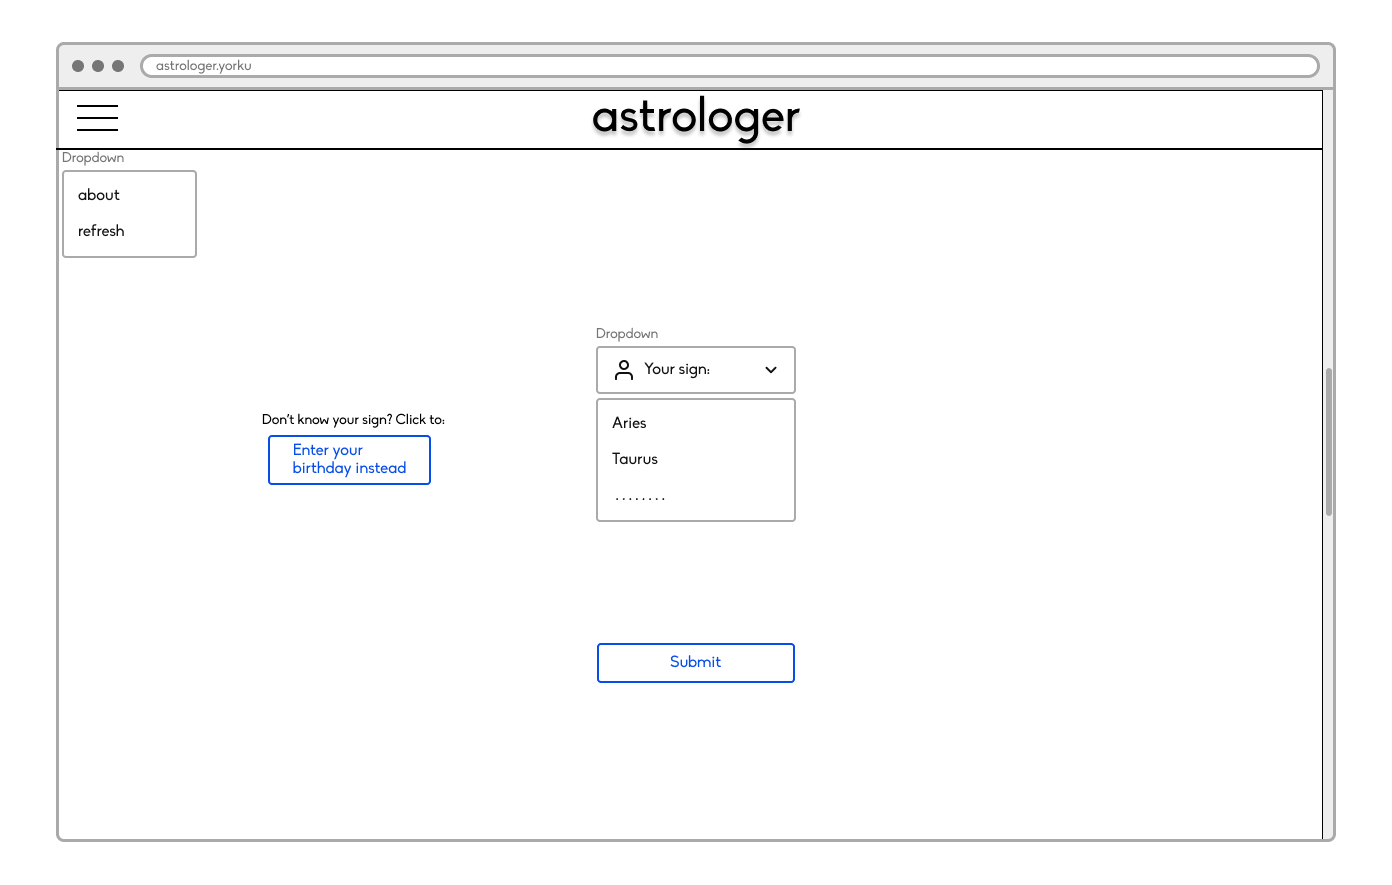 astrologer.yorku
astrologer
Dropdown
about
refresh
Dropdown
Your sign:
Aries
Taurus
........
Don't know your sign? Click to:
Enter your
birthday instead
Submit